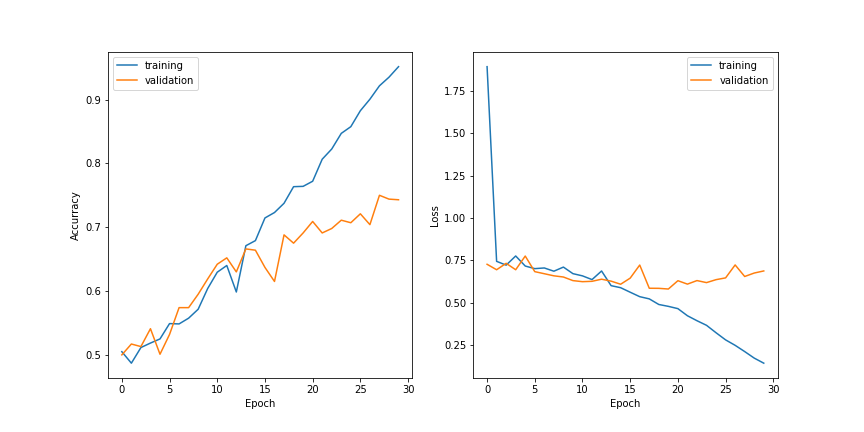 training
validation
0.9
0.8
0.7
0.6
0.5
Accurracy
0 5 10 15 20 25 30
Epoch
training
validation
1.75
1.50
1.25
1.00
0.75
0.50
0.25
Loss
0 5 10 15 20 25 30
Epoch